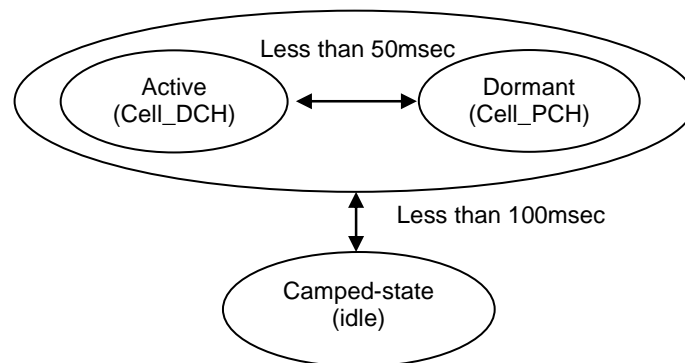 Less than 50msec
Active
(Cell_DCH)
Dormant
(Cell_PCH)
Less than 100msec
Camped-state
(idle)